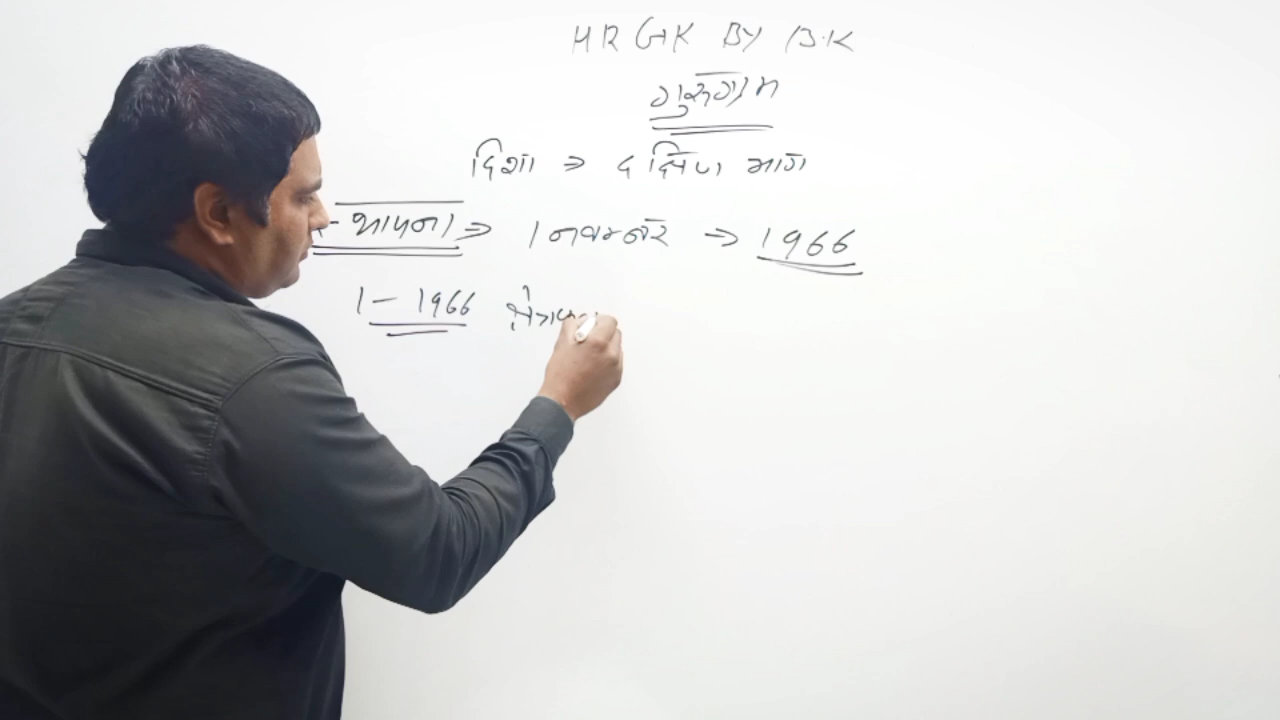 HR GK BY B.K
गुरुग्राम
दिशा ⇒ दक्षिण भाग
स्थापना ⇒ 1 नवम्बर → 1966
1 – 1966